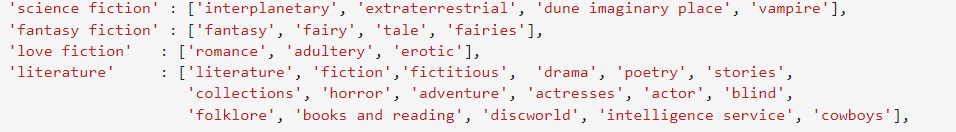 'science fiction' : ['interplanetary', 'extraterrestrial', 'dune imaginary place', 'vampire'],
'fantasy fiction' : ['fantasy', 'fairy', 'tale', 'fairies'],
'love fiction'   : ['romance', 'adultery', 'erotic'],
'literature'     : ['literature', 'fiction','fictitious',  'drama', 'poetry', 'stories',
'collections', 'horror', 'adventure', 'actresses', 'actor', 'blind',
'folklore', 'books and reading', 'discworld', 'intelligence service', 'cowboys'],